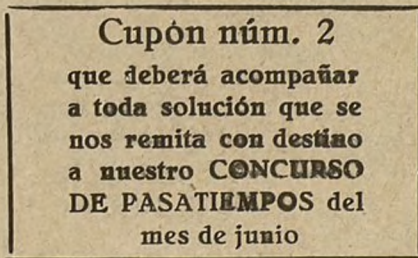 Cupón núm. 2
que deberá acompañar
a toda solución que se
nos remita con destino
a nuestro CONCURSO
DE PASATIEMPOS del
mes de junio